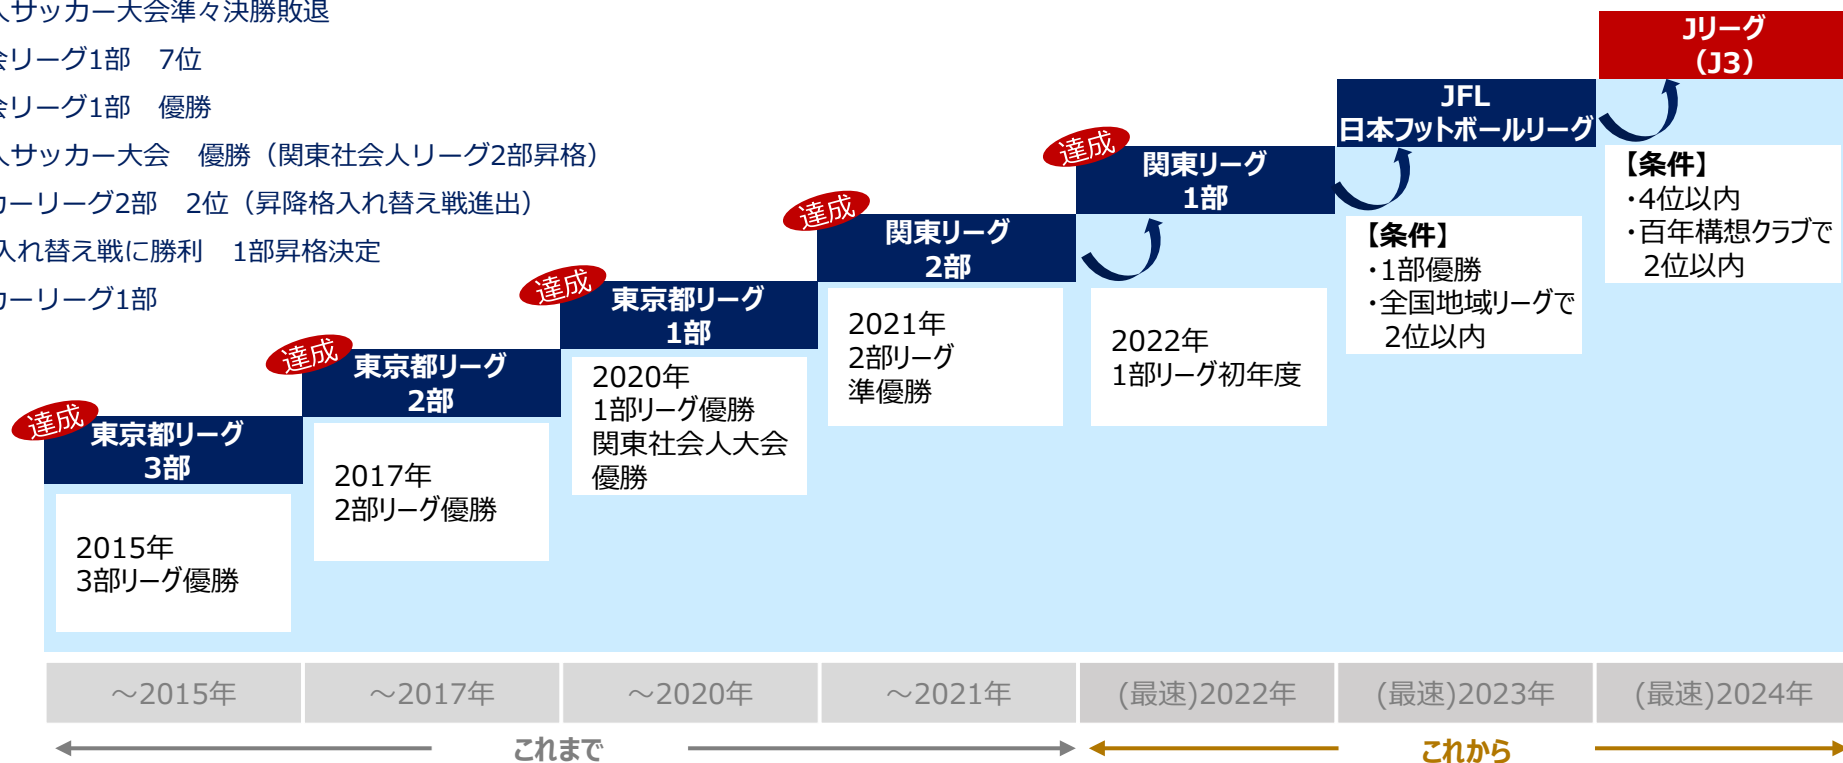 人サッカー大会準々決勝敗退
会リーグ1部　7位
会リーグ1部　優勝
人サッカー大会　優勝（関東社会人リーグ2部昇格）
カーリーグ2部　2位（昇降格入れ替え戦進出）
入れ替え戦に勝利　1部昇格決定
カーリーグ1部
達成
東京都リーグ
3部
2015年
3部リーグ優勝
達成
東京都リーグ
2部
2017年
2部リーグ優勝
達成
東京都リーグ
1部
2020年
1部リーグ優勝
関東社会人大会
優勝
達成
関東リーグ
2部
2021年
2部リーグ
準優勝
達成
関東リーグ
1部
2022年
1部リーグ初年度
JFL
日本フットボールリーグ
【条件】
・1部優勝
・全国地域リーグで
2位以内
Jリーグ
（J3）
【条件】
・4位以内
・百年構想クラブで
2位以内
～2015年
～2017年
～2020年
～2021年
(最速)2022年
(最速)2023年
(最速)2024年
これまで
これから